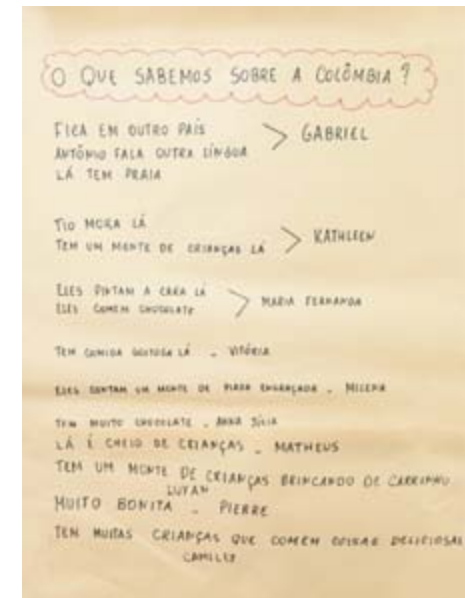 O QUE SABEMOS SOBRE A COLÔMBIA?
FICA EM OUTRO PAÍS
ANTÔNIO FALA OUTRA LÍNGUA
LÁ TEM PRAIA
> GABRIEL
TIO MORA LÁ
TEM UM MONTE DE CRIANÇAS LÁ
> KATHLEEN
ELES PINTAM A CARA LÁ
ELES COMEM CHOCOLATE
> MARIA FERNANDA
TEM COMIDA GOSTOSA LÁ - VITÓRIA
ELES CONTAM UM MONTE DE PIADA ENGRAÇADA - MILENA
TEM MUITO CHOCOLATE - ANNA JÚLIA
LÁ É CHEIO DE CRIANÇAS - MATHEUS
TEM UM MONTE DE CRIANÇAS BRINCANDO DE CARRINHO
LUFAN
MUITO BONITA - PIERRE
TEM MUITAS CRIANÇAS QUE COMEM COISAS DELICIOSAS
CAMILLY